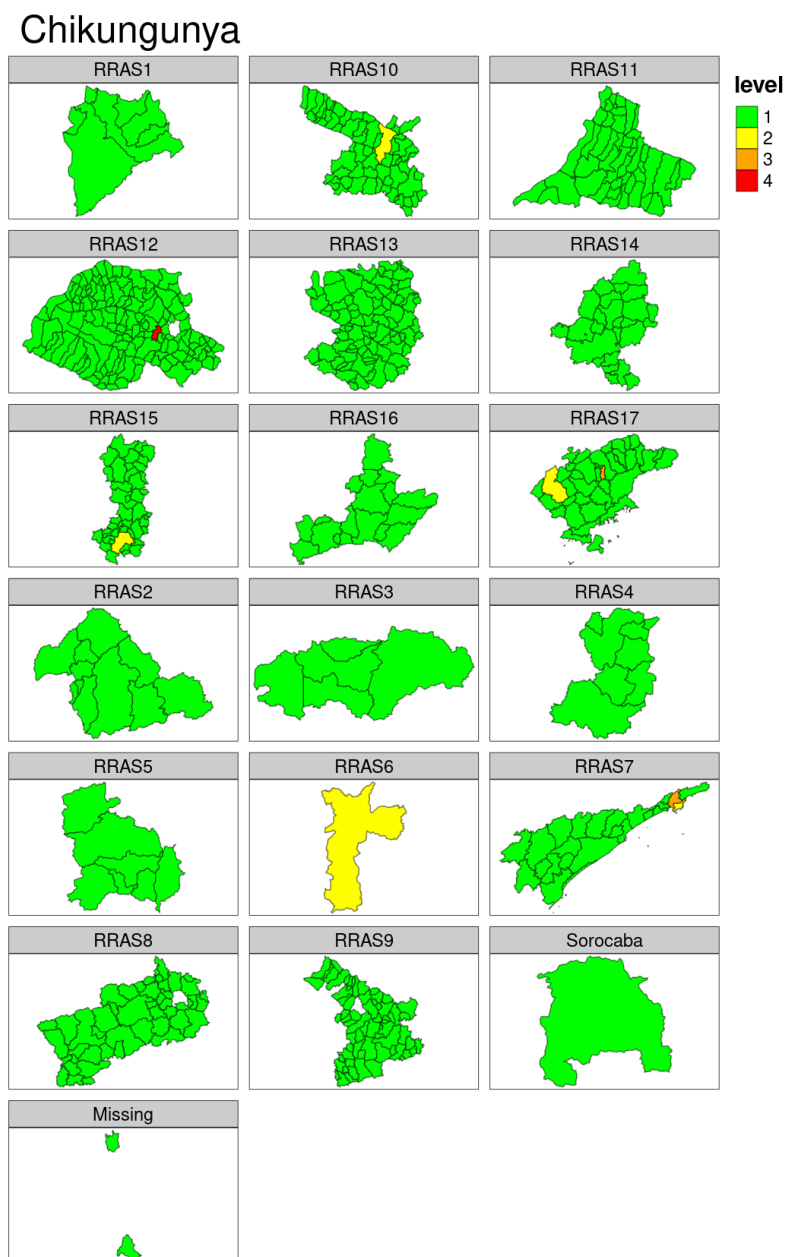 Chikungunya
RRAS1
RRAS10
RRAS11
level
1
2
3
4
RRAS12
RRAS13
RRAS14
RRAS15
RRAS16
RRAS17
RRAS2
RRAS3
RRAS4
RRAS5
RRAS6
RRAS7
RRAS8
RRAS9
Sorocaba
Missing